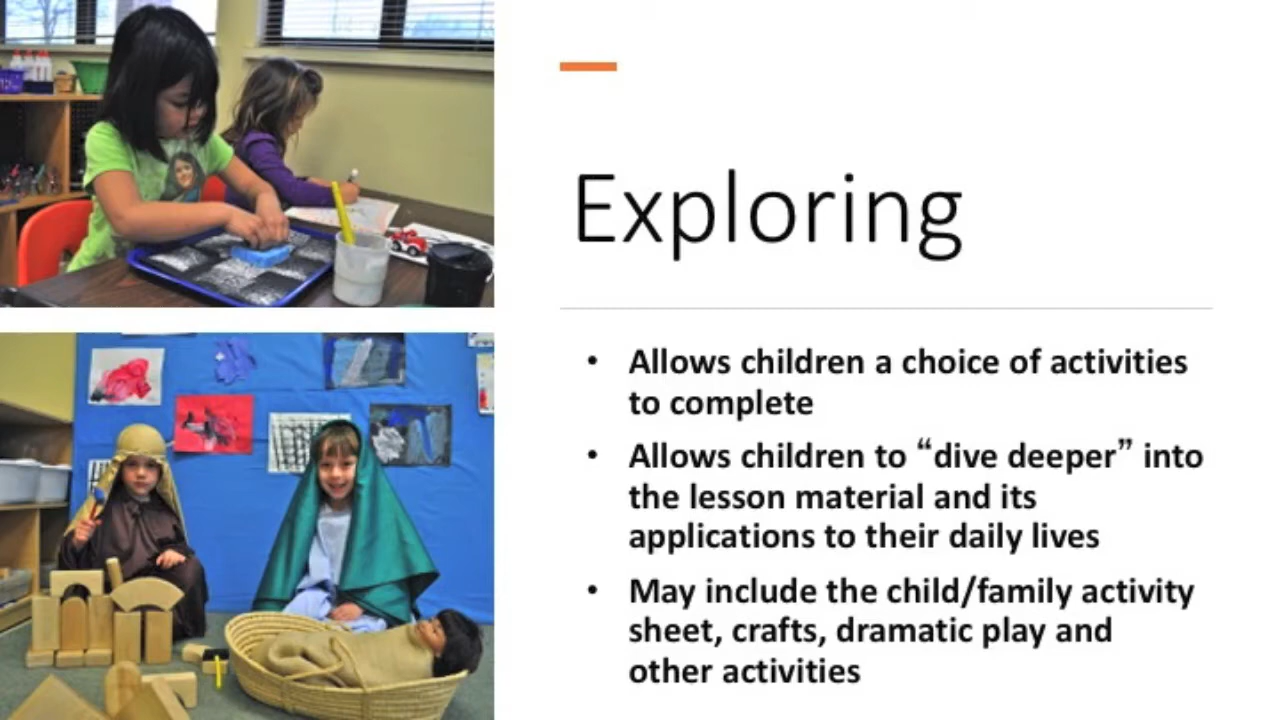 Exploring
• Allows children a choice of activities
to complete
• Allows children to “dive deeper” into
the lesson material and its
applications to their daily lives
• May include the child/family activity
sheet, crafts, dramatic play and
other activities